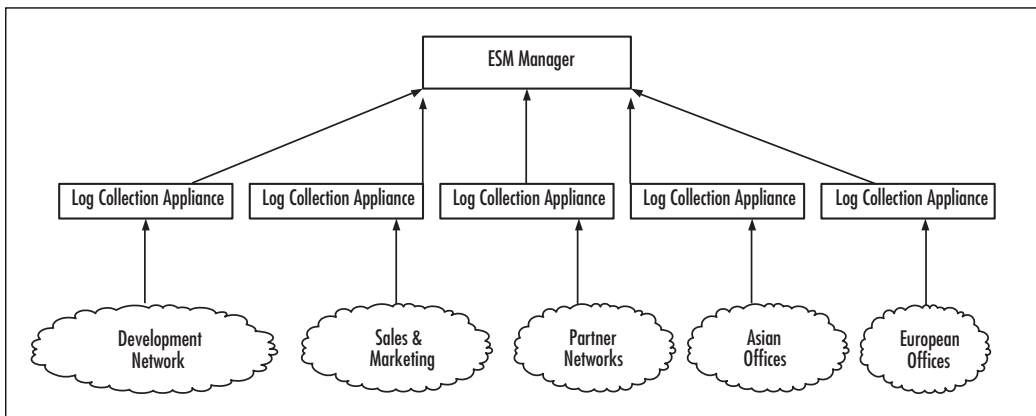 ESM Manager
Log Collection Appliance
Log Collection Appliance
Log Collection Appliance
Log Collection Appliance
Log Collection Appliance
Development
Network
Sales &
Marketing
Partner
Networks
Asian
Offices
European
Offices